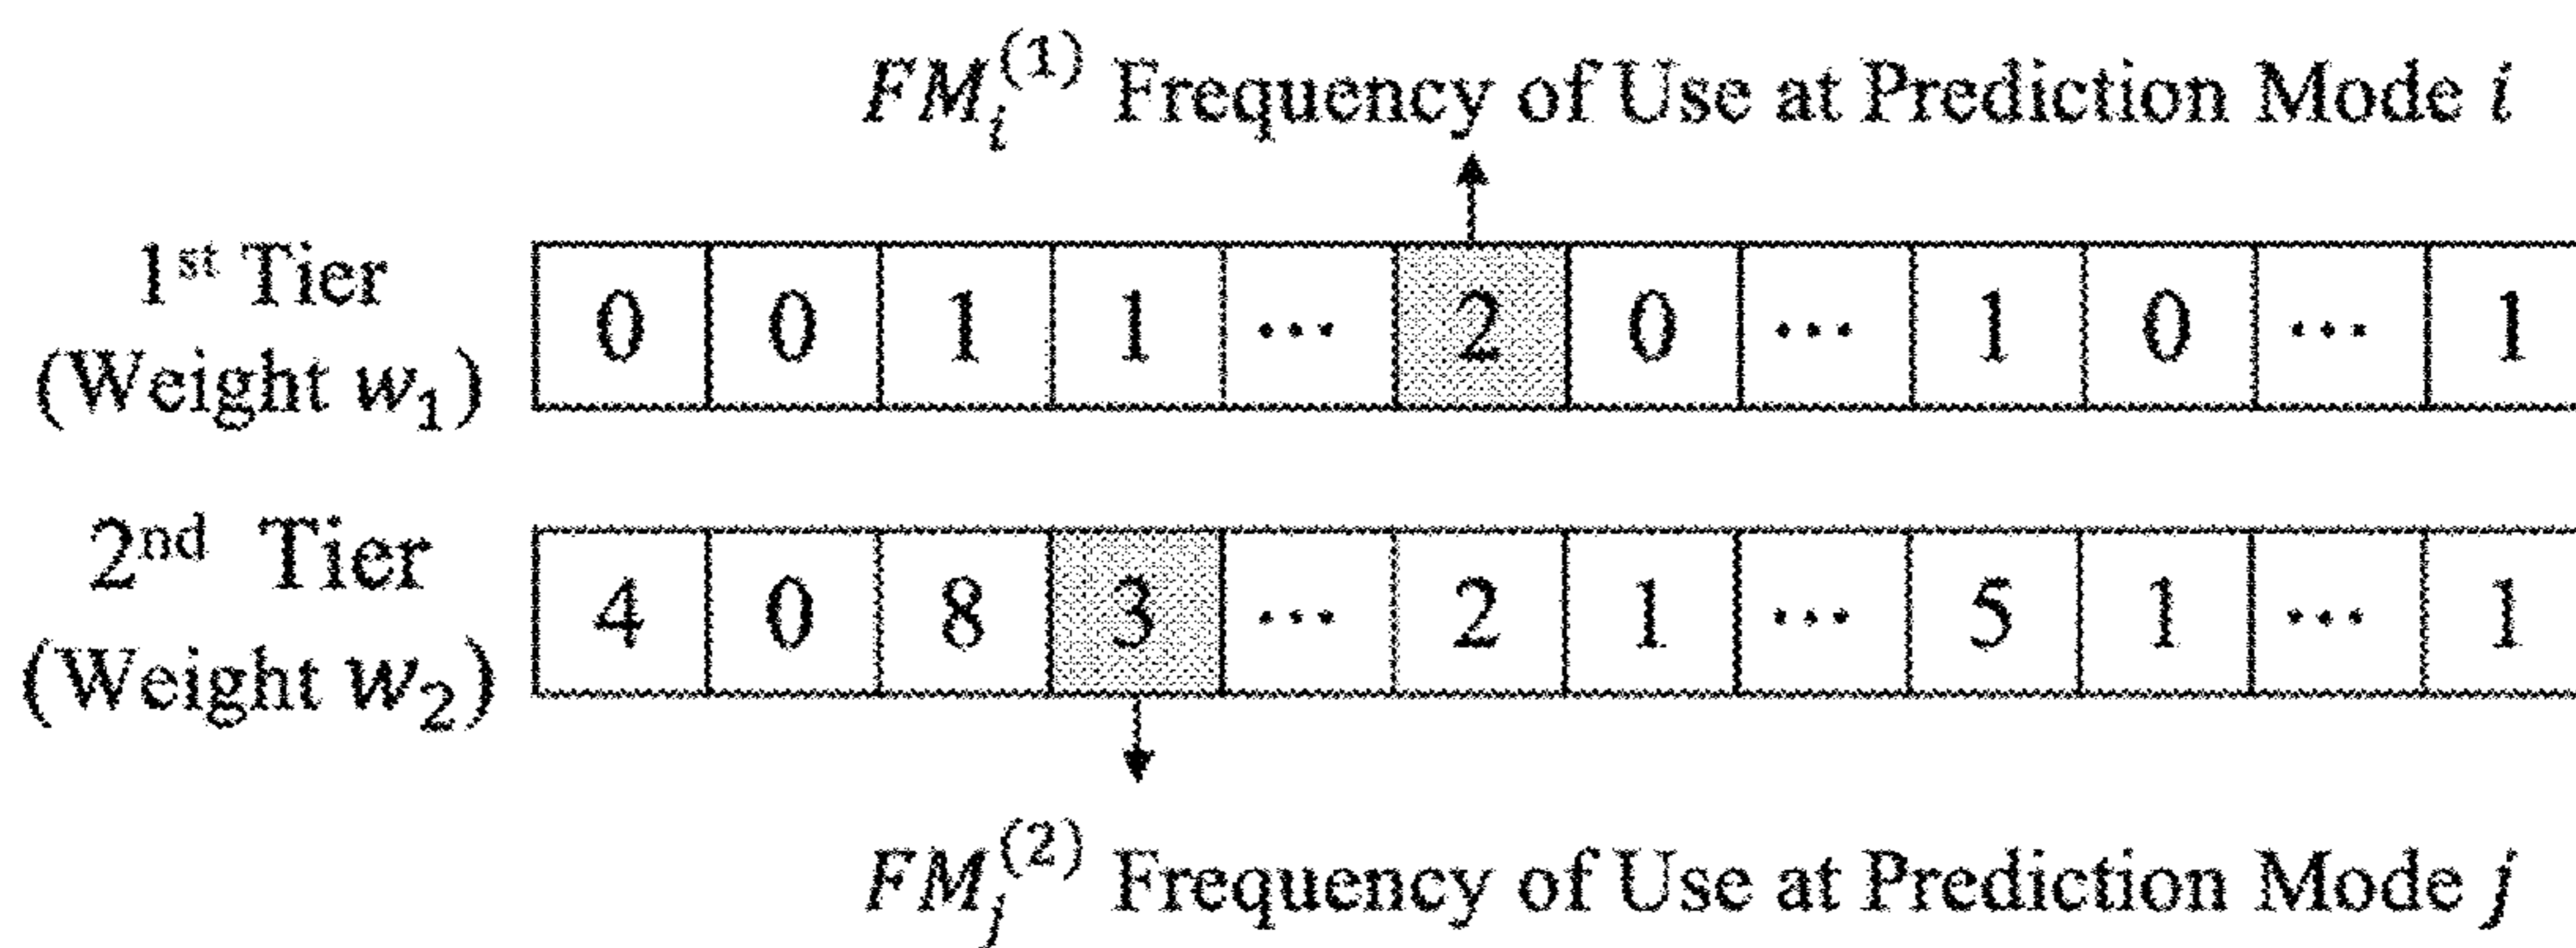 FM_i^(1) Frequency of Use at Prediction Mode i
1st Tier
(Weight w1)
0 0 1 1 ... 2 0 ... 1 0 ... 1
2nd Tier
(Weight w2)
4 0 8 3 ... 2 1 ... 5 1 ... 1
FM_j^(2) Frequency of Use at Prediction Mode j